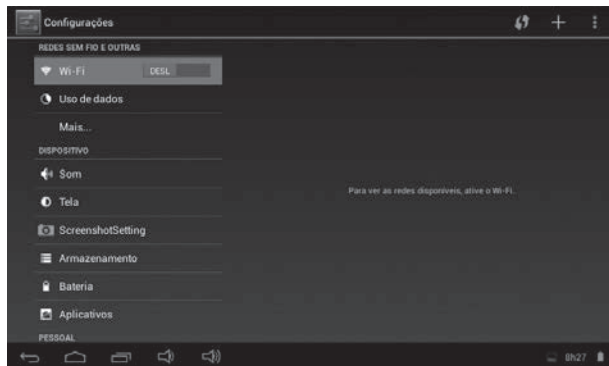 Configurações
REDES SEM FIO E OUTRAS
Wi-Fi DESL
Uso de dados
Mais...
DISPOSITIVO
Som
Tela
ScreenshotSetting
Armazenamento
Bateria
Aplicativos
PESSOAL
Para ver as redes disponíveis, ative o Wi-Fi.
0h27